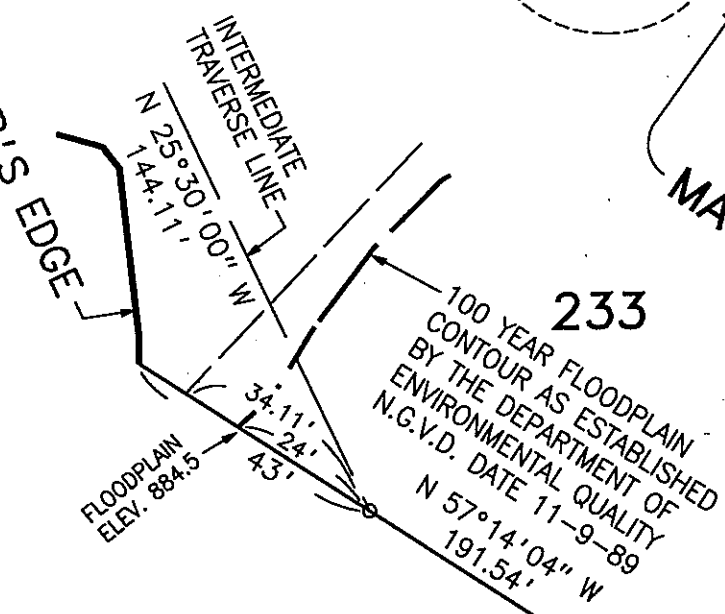 INTERMEDIATE
TRAVERSE LINE
N 25°30'00" W
144.11'
'S EDGE
MA
233
100 YEAR FLOODPLAIN
CONTOUR AS ESTABLISHED
BY THE DEPARTMENT OF
ENVIRONMENTAL QUALITY
N.G.V.D. DATE 11-9-89
34.11'
24'
43'
FLOODPLAIN
ELEV. 884.5
N 57°14'04" W
191.54'